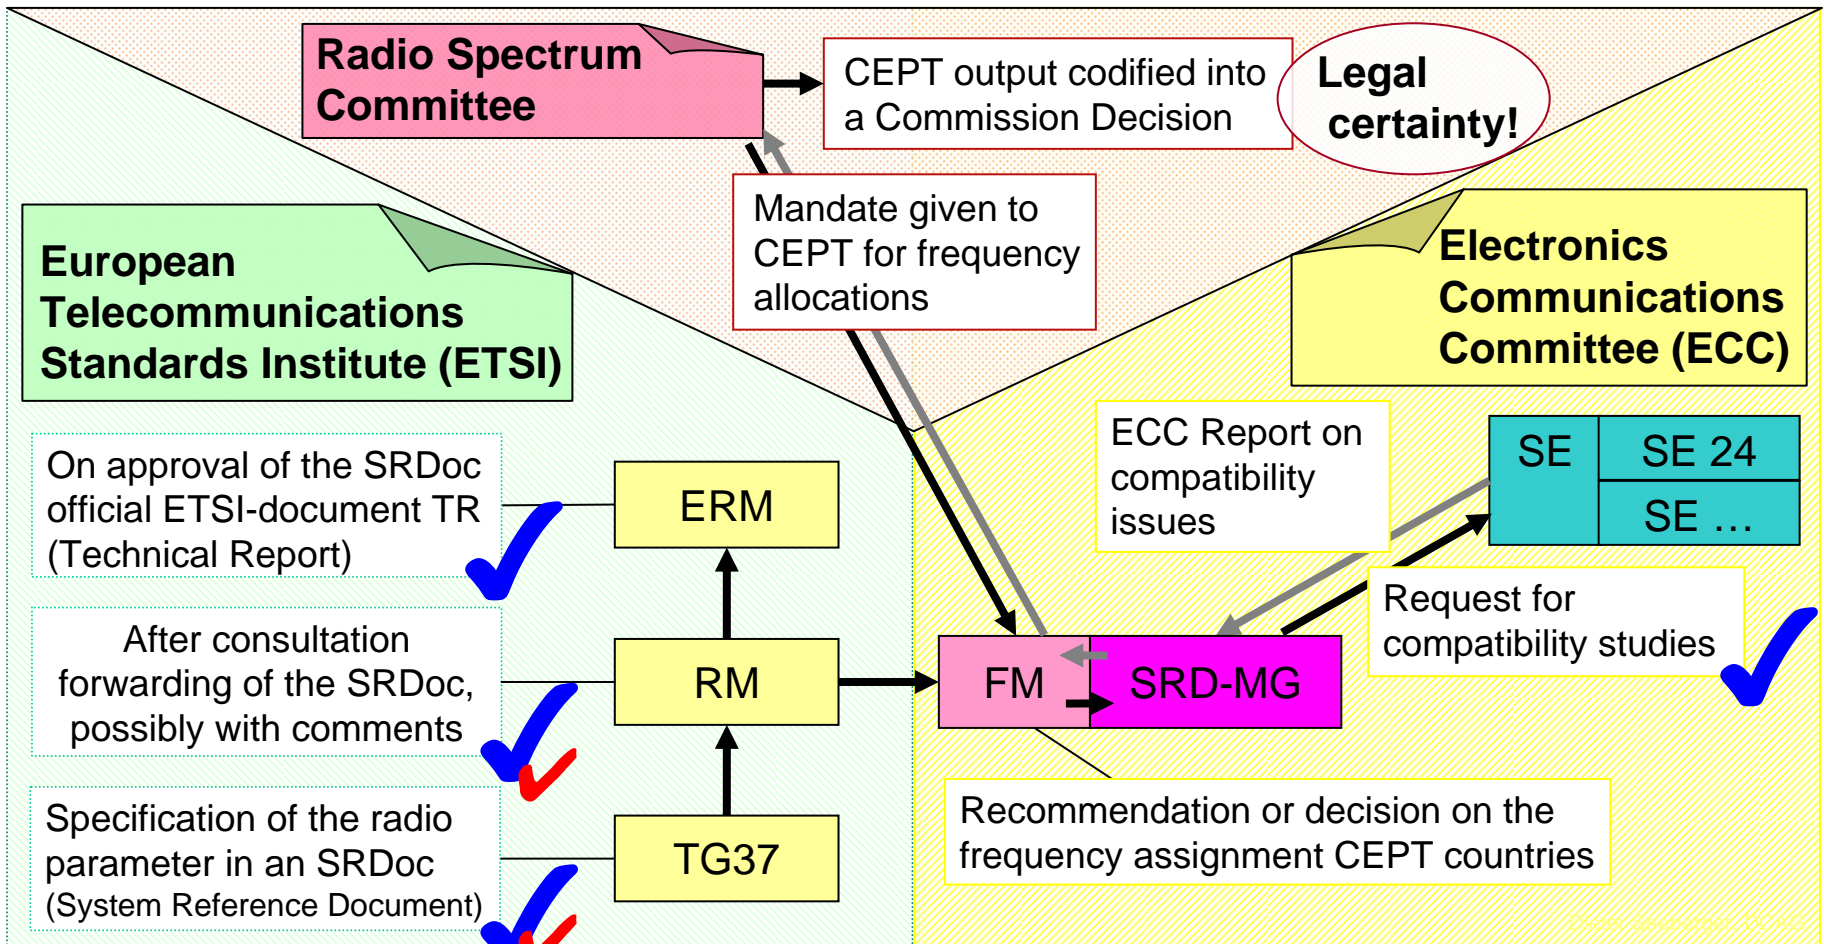 Radio Spectrum
Committee
CEPT output codified into
a Commission Decision
Legal
certainty!
Mandate given to
CEPT for frequency
allocations
European
Telecommunications
Standards Institute (ETSI)
Electronics
Communications
Committee (ECC)
On approval of the SRDoc
official ETSI-document TR
(Technical Report)
ERM
ECC Report on
compatibility
issues
SE
SE 24
SE …
Request for
compatibility studies
After consultation
forwarding of the SRDoc,
possibly with comments
RM
FM
SRD-MG
Specification of the radio
parameter in an SRDoc
(System Reference Document)
TG37
Recommendation or decision on the
frequency assignment CEPT countries